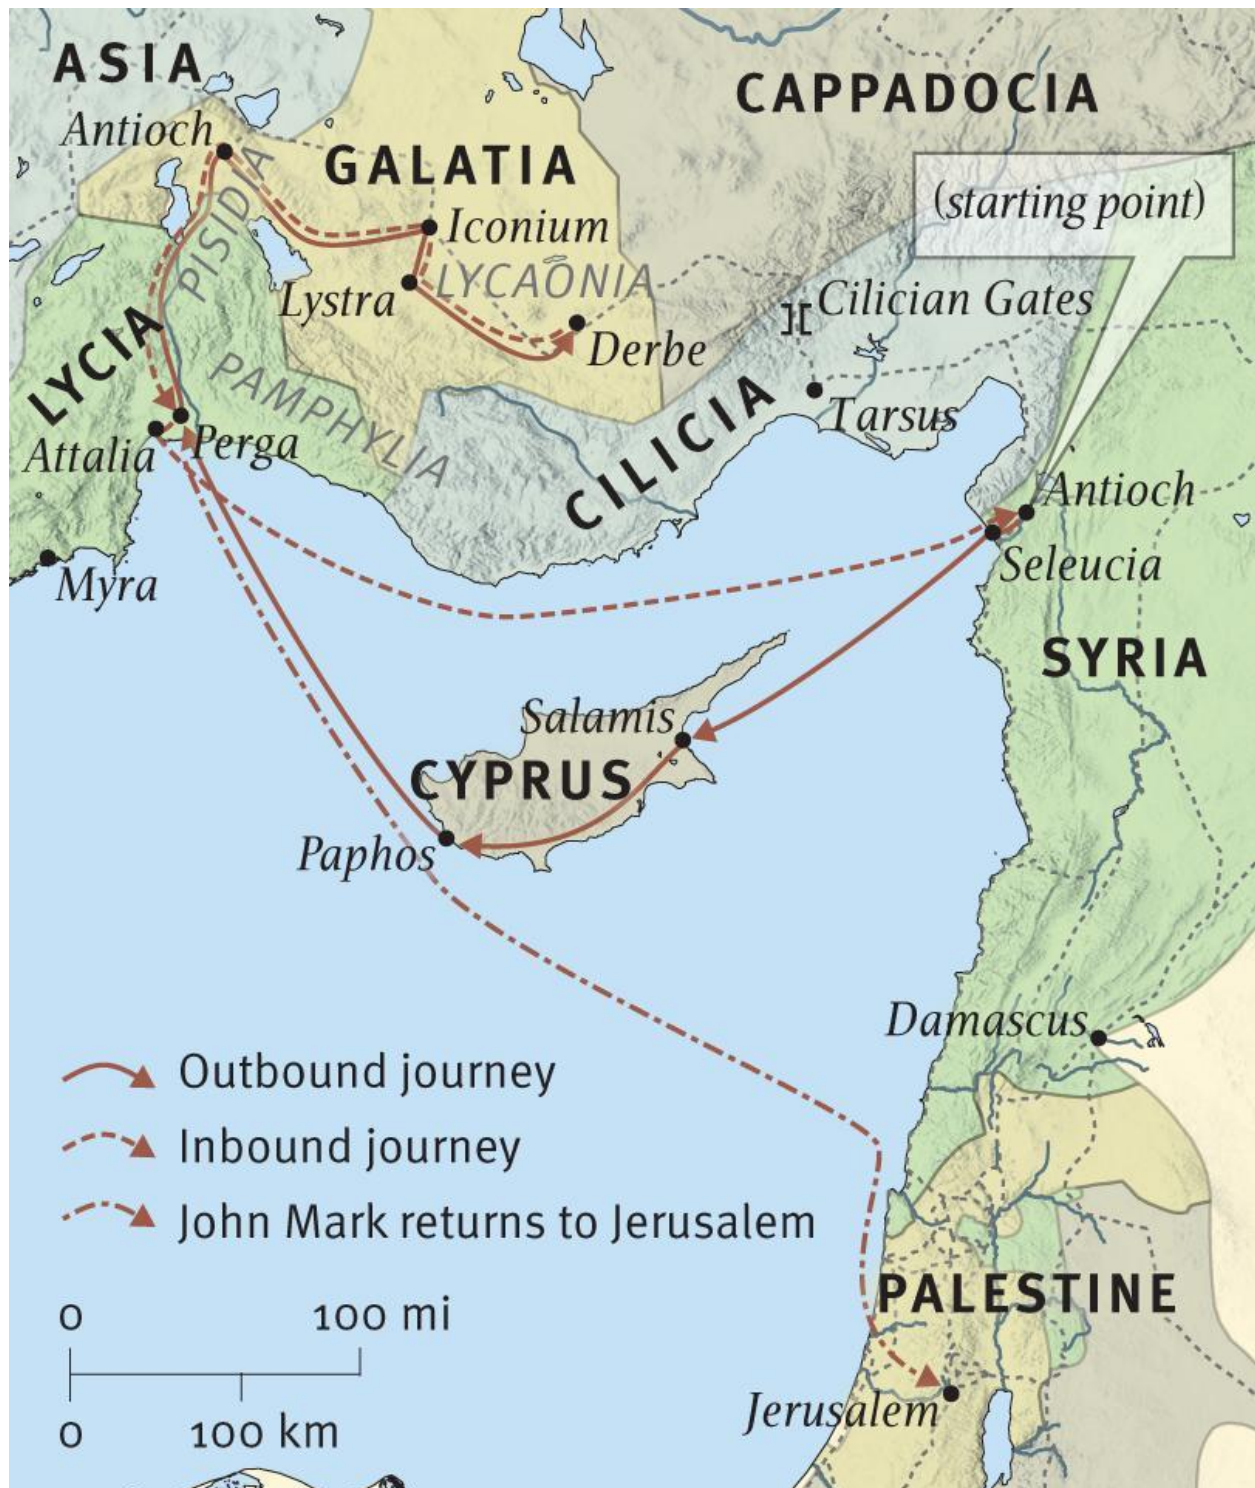 ASIA
CAPPADOCIA
Antioch
GALATIA
(starting point)
PISIDIA
Iconium
LYCAONIA
Lystra
Cilician Gates
Derbe
LYCIA
PAMPHYLIA
CILICIA
Tarsus
Attalia
Perga
Antioch
Seleucia
Myra
SYRIA
Salamis
CYPRUS
Paphos
Damascus
Outbound journey
Inbound journey
John Mark returns to Jerusalem
PALESTINE
0 100 mi
0 100 km
Jerusalem